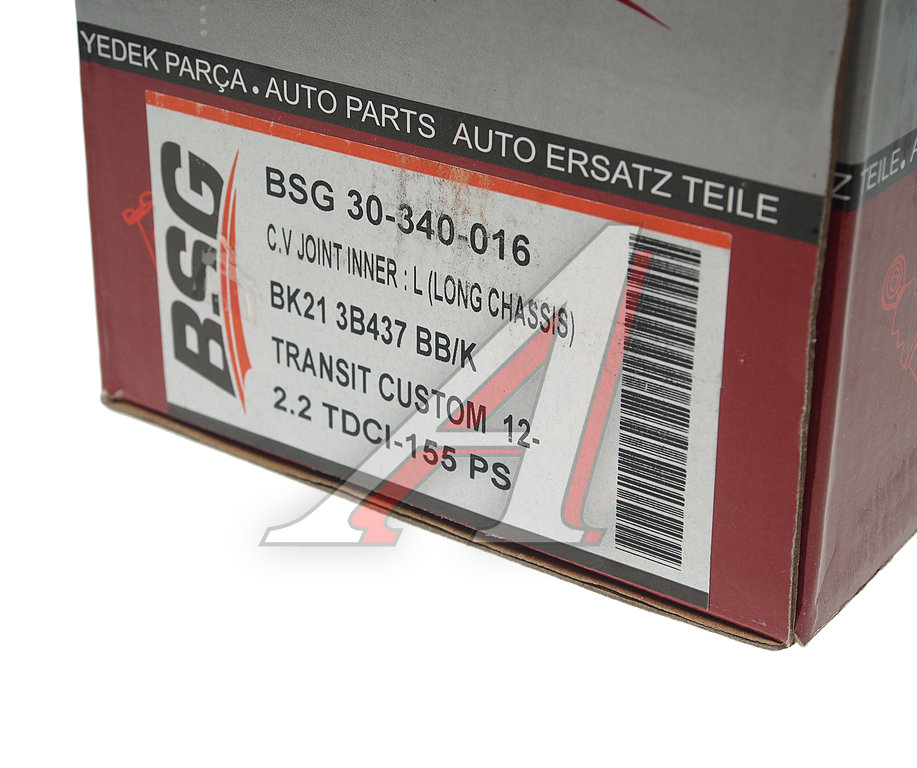 YEDEK PARÇA . AUTO PARTS AUTO ERSATZ TEILE
Z TEILE. A
BSG
BSG 30-340-016
C.V JOINT INNER : L (LONG CHASSIS)
BK21 3B437 BB/K
TRANSIT CUSTOM 12-
2.2 TDCI-155 PS
A